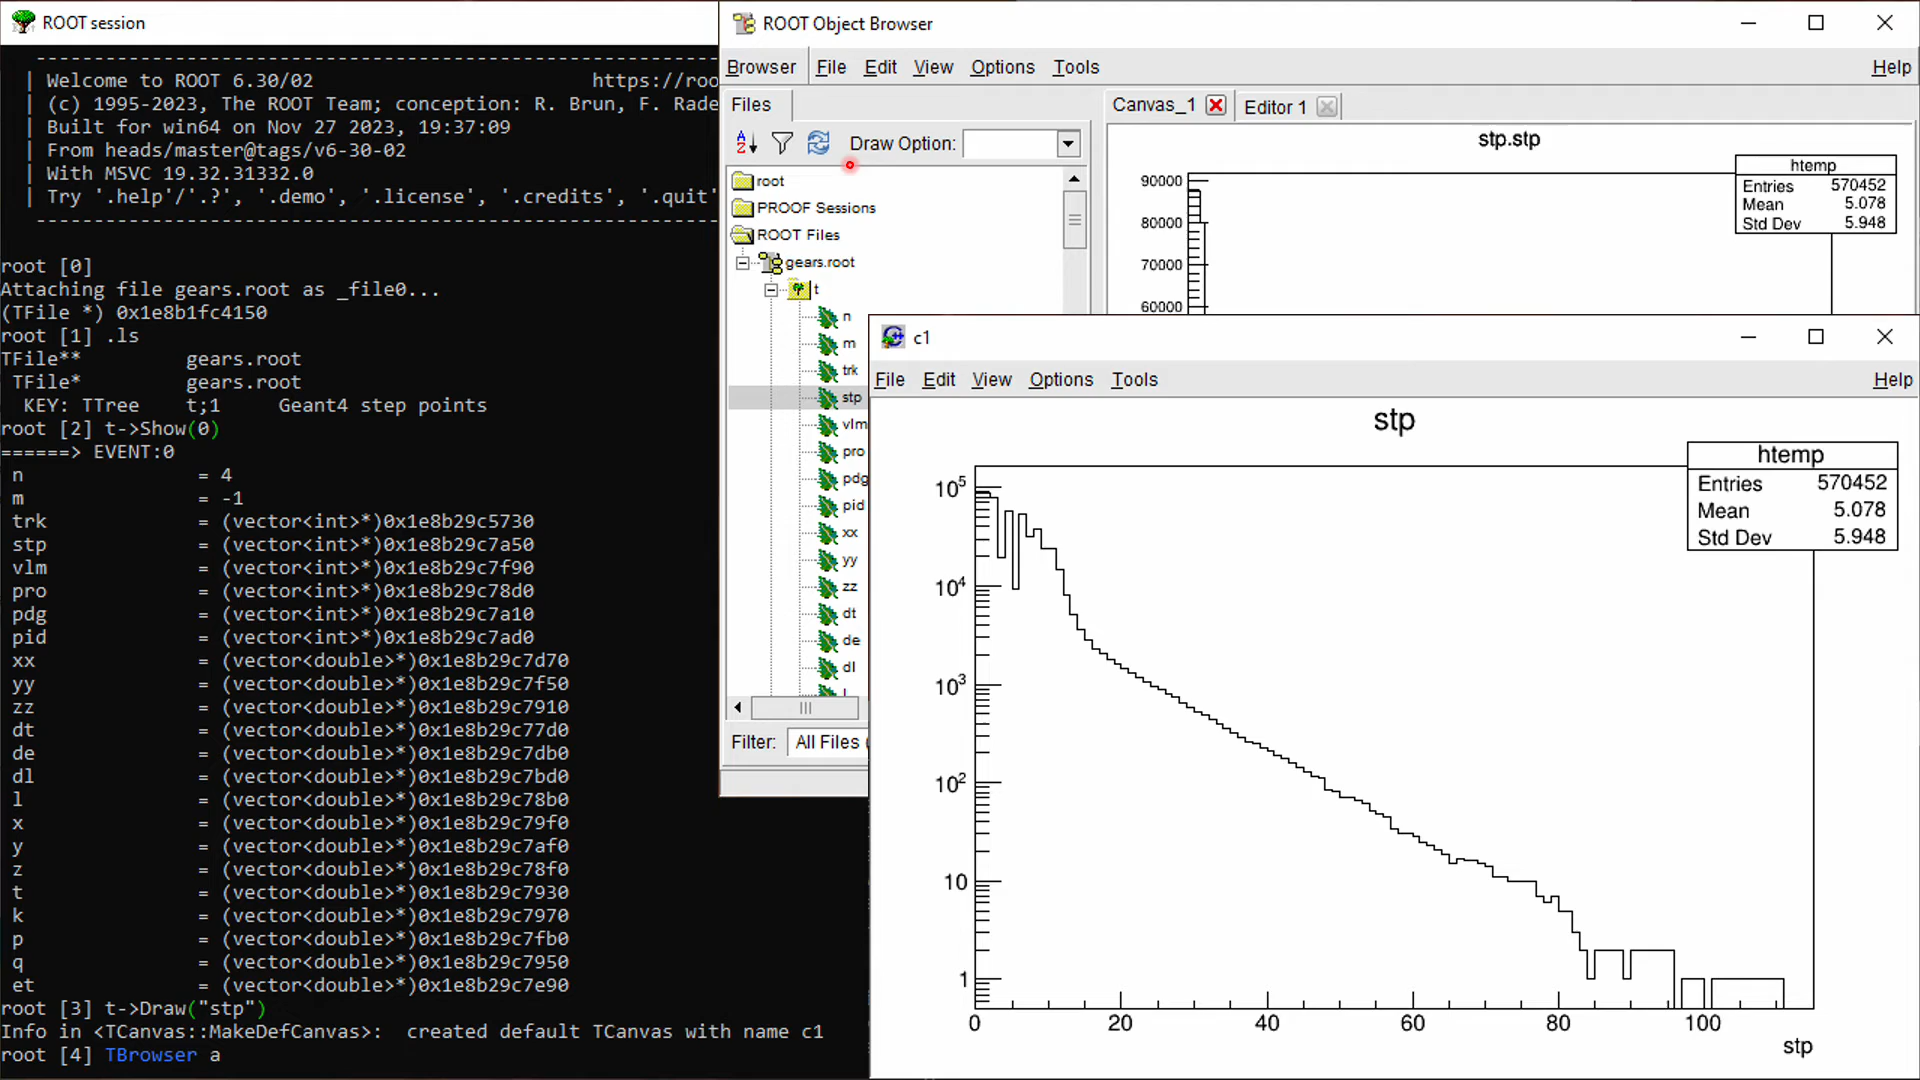 ROOT session
| Welcome to ROOT 6.30/02 https://roo
| (c) 1995-2023, The ROOT Team; conception: R. Brun, F. Rade
| Built for win64 on Nov 27 2023, 19:37:09
| From heads/master@tags/v6-30-02
| With MSVC 19.32.31332.0
| Try '.help'/'.?', '.demo', '.license', '.credits', '.quit'
root [0]
Attaching file gears.root as _file0...
(TFile *) 0x1e8b1fc4150
root [1] .ls
TFile** gears.root
TFile* gears.root
KEY: TTree t;1 Geant4 step points
root [2] t->Show(0)
======> EVENT:0
n = 4
m = -1
trk = (vector<int>*)0x1e8b29c5730
stp = (vector<int>*)0x1e8b29c7a50
vlm = (vector<int>*)0x1e8b29c7f90
pro = (vector<int>*)0x1e8b29c78d0
pdg = (vector<int>*)0x1e8b29c7a10
pid = (vector<int>*)0x1e8b29c7ad0
xx = (vector<double>*)0x1e8b29c7d70
yy = (vector<double>*)0x1e8b29c7f50
zz = (vector<double>*)0x1e8b29c7910
dt = (vector<double>*)0x1e8b29c77d0
de = (vector<double>*)0x1e8b29c7db0
dl = (vector<double>*)0x1e8b29c7bd0
l = (vector<double>*)0x1e8b29c78b0
x = (vector<double>*)0x1e8b29c79f0
y = (vector<double>*)0x1e8b29c7af0
z = (vector<double>*)0x1e8b29c78f0
t = (vector<double>*)0x1e8b29c7930
k = (vector<double>*)0x1e8b29c7970
p = (vector<double>*)0x1e8b29c7fb0
q = (vector<double>*)0x1e8b29c7950
et = (vector<double>*)0x1e8b29c7e90
root [3] t->Draw("stp")
Info in <TCanvas::MakeDefCanvas>: created default TCanvas with name c1
root [4] TBrowser a
ROOT Object Browser
Browser File Edit View Options Tools Help
Files
Draw Option:
root
PROOF Sessions
ROOT Files
gears.root
t
n
m
trk
stp
vlm
pro
pdg
pid
xx
yy
zz
dt
de
dl
Filter: All Files (
Canvas_1 Editor 1
stp.stp
htemp
Entries 570452
Mean 5.078
Std Dev 5.948
90000
80000
70000
60000
c1
File Edit View Options Tools Help
stp
htemp
Entries 570452
Mean 5.078
Std Dev 5.948
10⁵
10⁴
10³
10²
10
1
0 20 40 60 80 100
stp